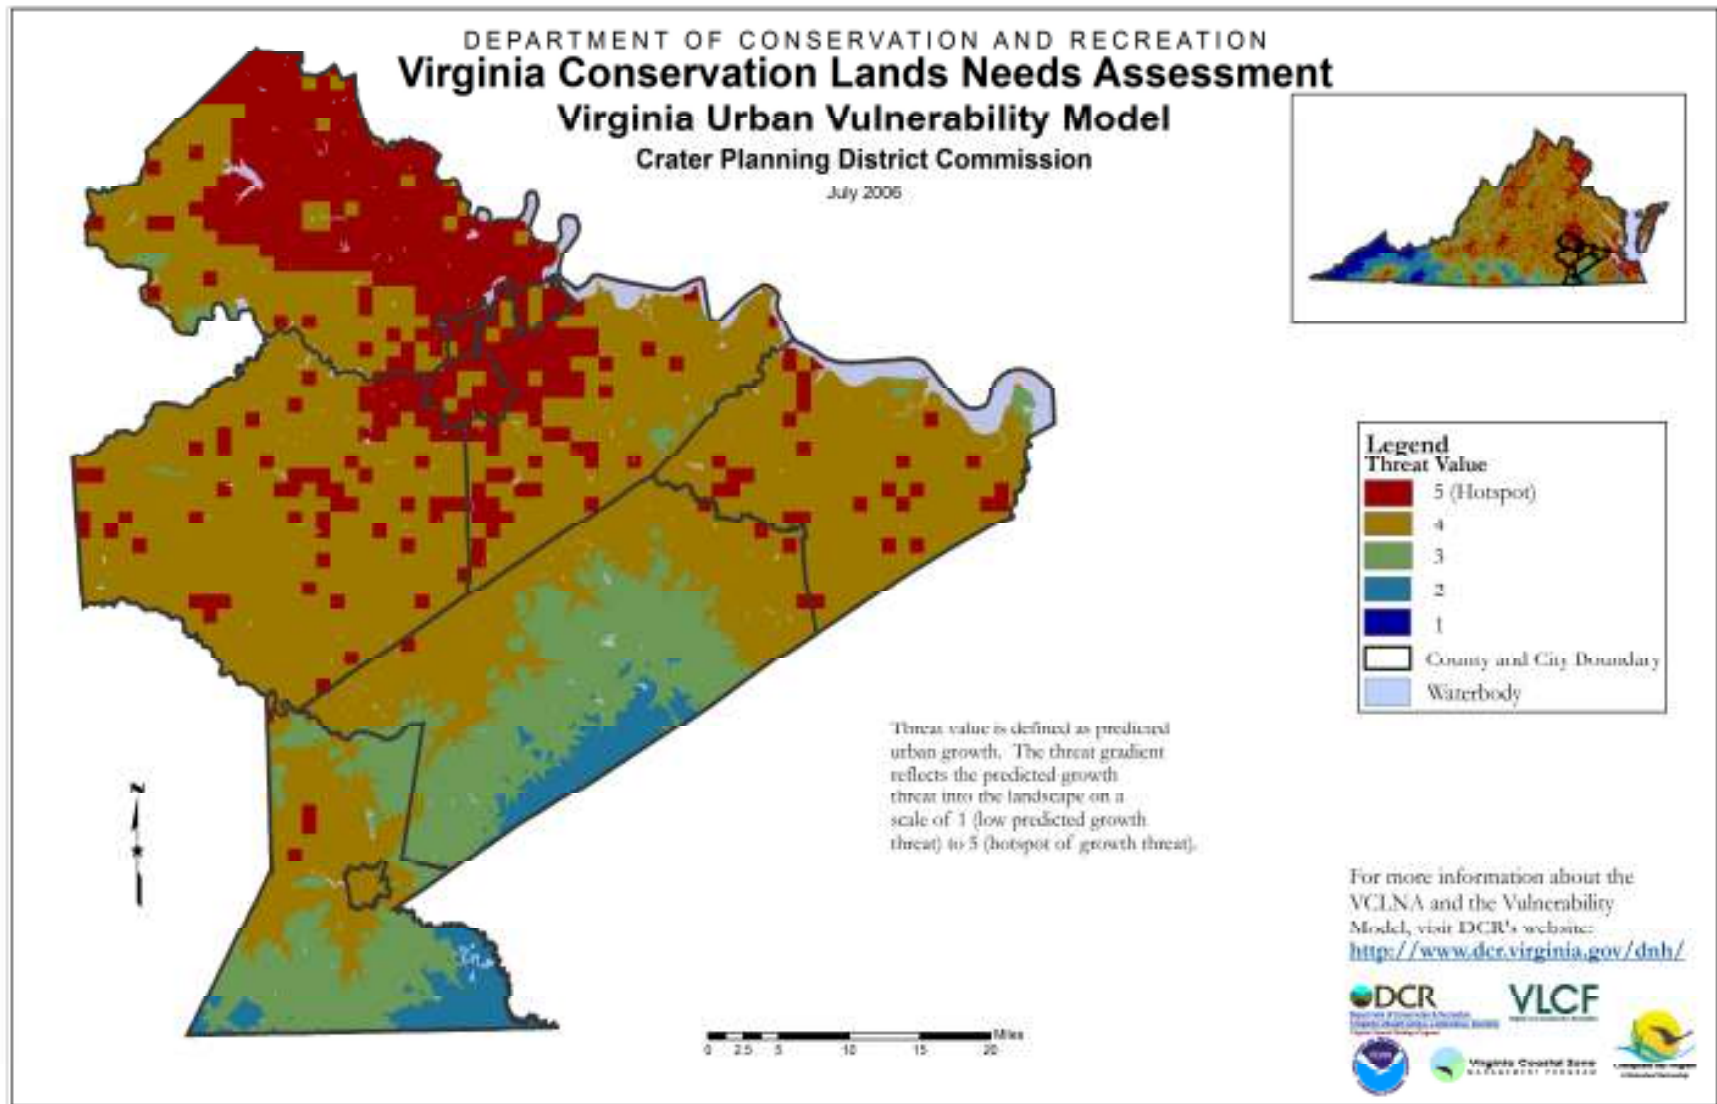 DEPARTMENT OF CONSERVATION AND RECREATION
Virginia Conservation Lands Needs Assessment
Virginia Urban Vulnerability Model
Crater Planning District Commission
July 2006
Legend
Threat Value
5 (Hotspot)
4
3
2
1
County and City Boundary
Waterbody
Threat value is defined as predicted
urban growth. The threat gradient
reflects the predicted growth
threat into the landscape on a
scale of 1 (low predicted growth
threat) to 5 (hotspot of growth threat).
N
For more information about the
VCLNA and the Vulnerability
Model, visit DCR's website:
http://www.dcr.virginia.gov/dnh/
DCR
VLCF
Virginia Coastal Zone
MANAGEMENT PROGRAM
Miles
0 2.5 5 10 15 20